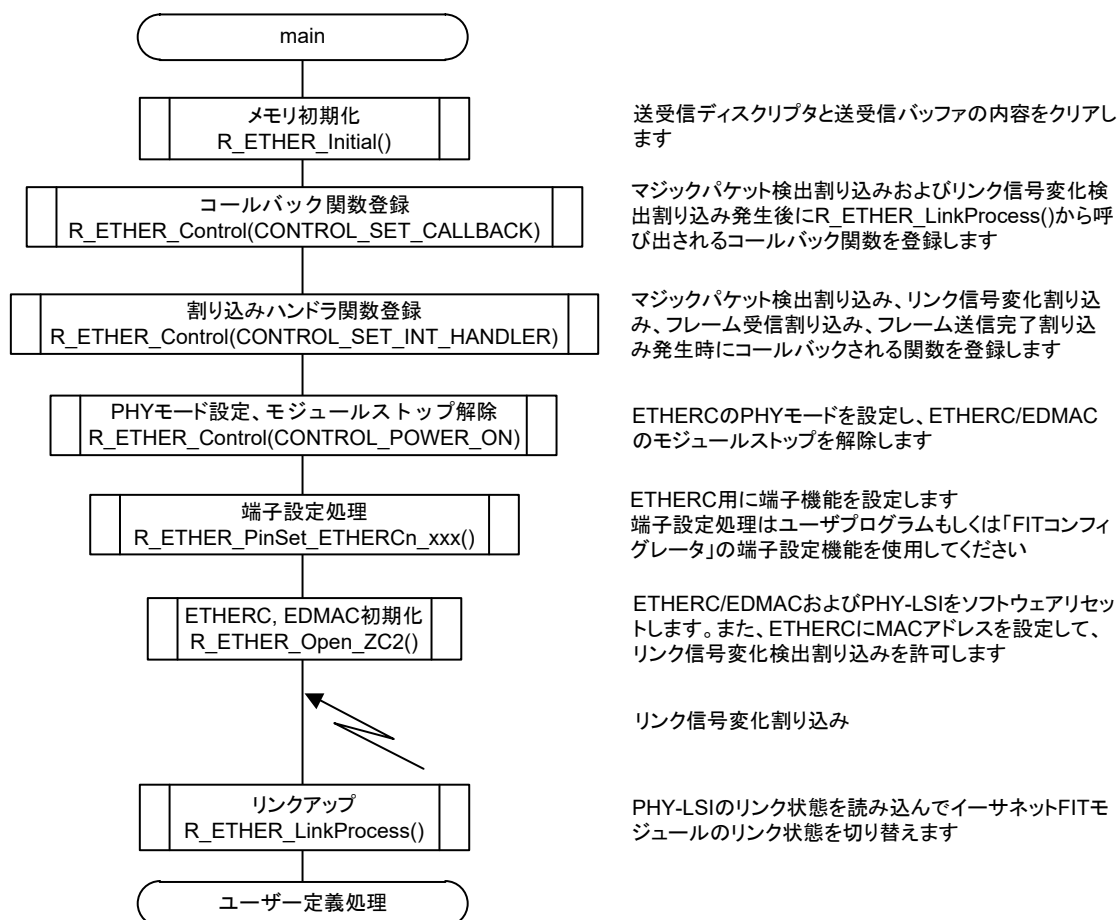 main
メモリ初期化
R_ETHER_Initial()
送受信ディスクリプタと送受信バッファの内容をクリアし
ます
コールバック関数登録
R_ETHER_Control(CONTROL_SET_CALLBACK)
マジックパケット検出割り込みおよびリンク信号変化検
出割り込み発生後にR_ETHER_LinkProcess()から呼
び出されるコールバック関数を登録します
割り込みハンドラ関数登録
R_ETHER_Control(CONTROL_SET_INT_HANDLER)
マジックパケット検出割り込み、リンク信号変化割り込
み、フレーム受信割り込み、フレーム送信完了割り込
み発生時にコールバックされる関数を登録します
PHYモード設定、モジュールストップ解除
R_ETHER_Control(CONTROL_POWER_ON)
ETHERCのPHYモードを設定し、ETHERC/EDMAC
のモジュールストップを解除します
端子設定処理
R_ETHER_PinSet_ETHERCn_xxx()
ETHERC用に端子機能を設定します
端子設定処理はユーザプログラムもしくは「FITコンフィ
グレータ」の端子設定機能を使用してください
ETHERC, EDMAC初期化
R_ETHER_Open_ZC2()
ETHERC/EDMACおよびPHY-LSIをソフトウェアリセッ
トします。また、ETHERCにMACアドレスを設定して、
リンク信号変化検出割り込みを許可します
リンク信号変化割り込み
リンクアップ
R_ETHER_LinkProcess()
PHY-LSIのリンク状態を読み込んでイーサネットFITモ
ジュールのリンク状態を切り替えます
ユーザー定義処理